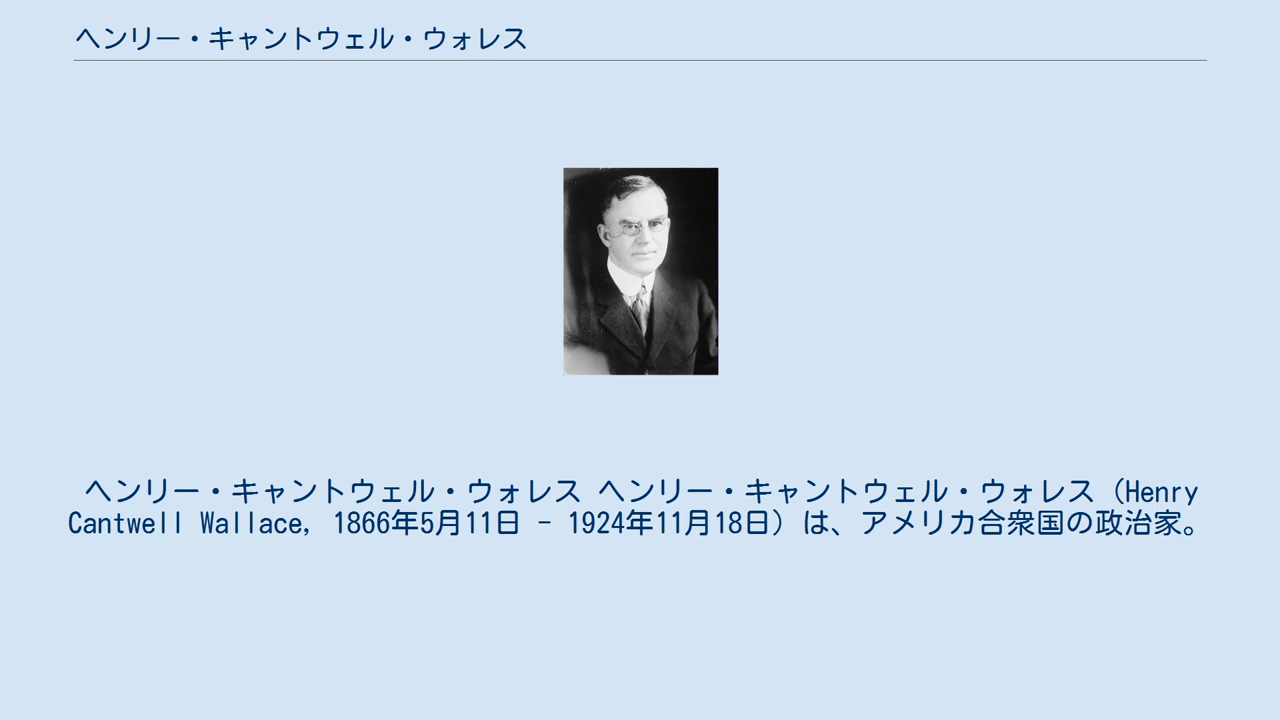 ヘンリー・キャントウェル・ウォレス
ヘンリー・キャントウェル・ウォレス ヘンリー・キャントウェル・ウォレス（Henry
Cantwell Wallace, 1866年5月11日 - 1924年11月18日）は、アメリカ合衆国の政治家。